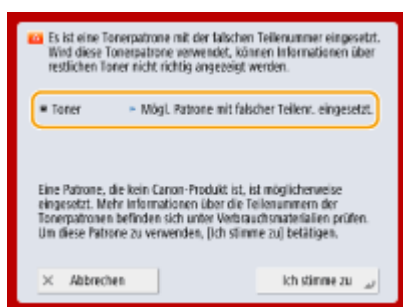 Es ist eine Tonerpatrone mit der falschen Teilenummer eingesetzt.
Wird diese Tonerpatrone verwendet, können Informationen über
restlichen Toner nicht richtig angezeigt werden.
Toner
Mögl. Patrone mit falscher Teilenr. eingesetzt.
Eine Patrone, die kein Canon-Produkt ist, ist möglicherweise
eingesetzt. Mehr Informationen über die Teilenummern der
Tonerpatronen befinden sich unter Verbrauchsmaterialien prüfen.
Um diese Patrone zu verwenden, [Ich stimme zu] betätigen.
Abbrechen
Ich stimme zu